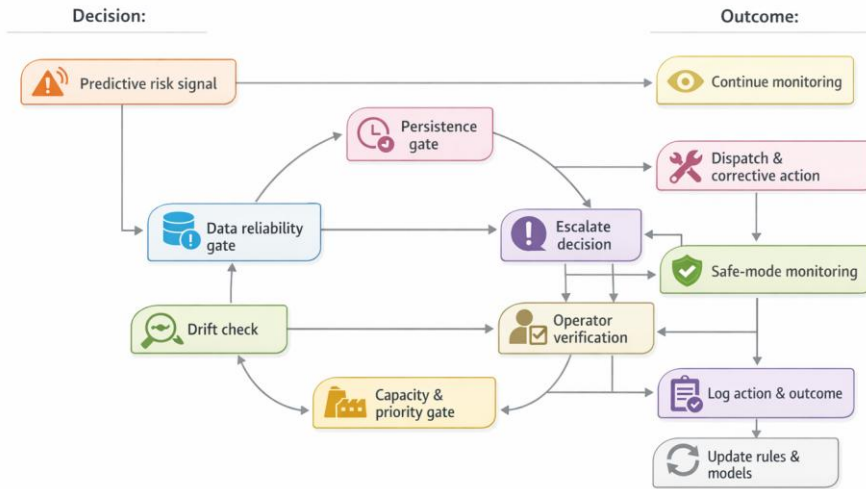 Decision:
Outcome:
Predictive risk signal
Continue monitoring
Persistence
gate
Dispatch &
corrective action
Data reliability
gate
Escalate
decision
Safe-mode monitoring
Drift check
Operator
verification
Capacity &
priority gate
Log action & outcome
Update rules &
models